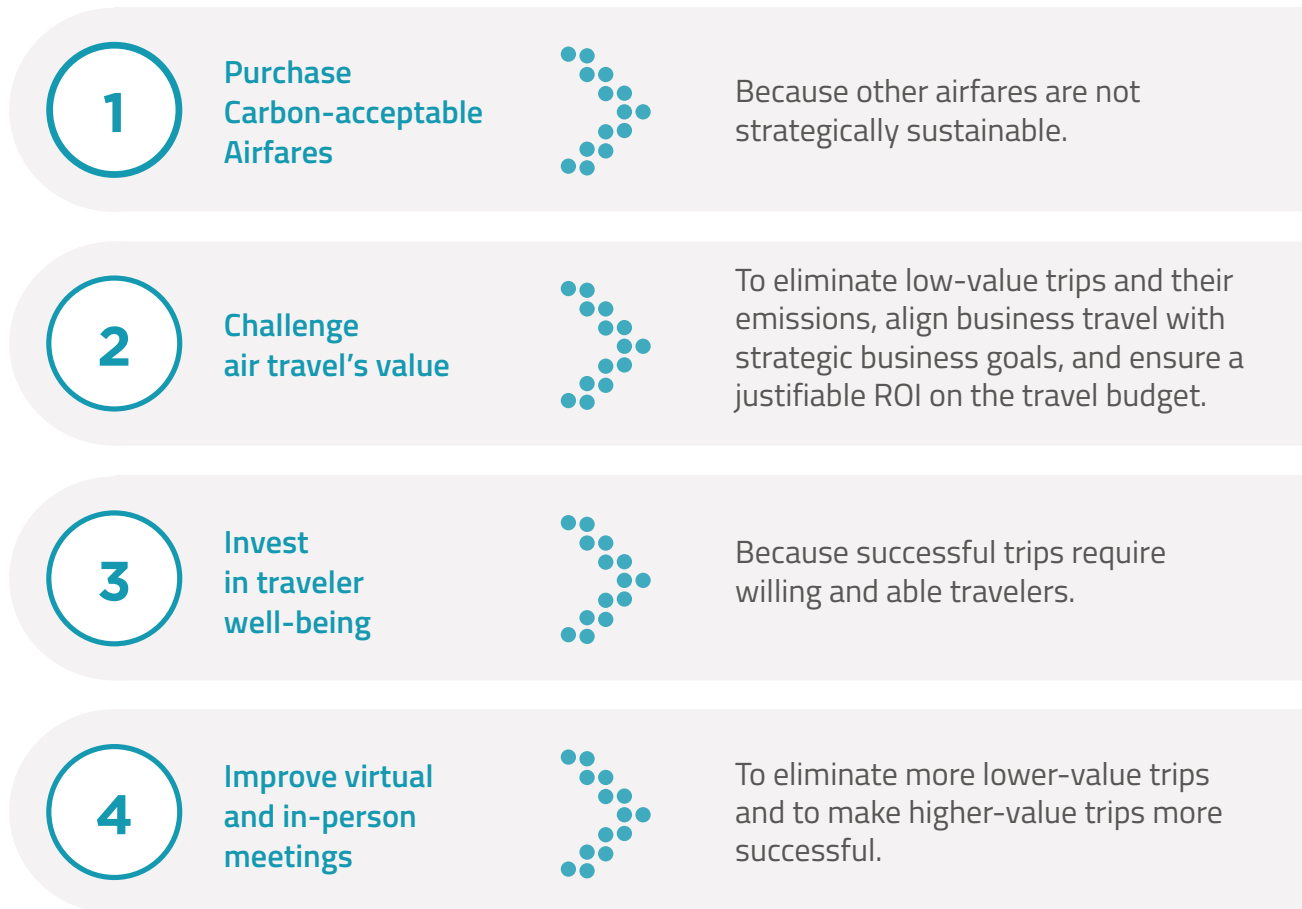 1
Purchase
Carbon-acceptable
Airfares
Because other airfares are not
strategically sustainable.
2
Challenge
air travel’s value
To eliminate low-value trips and their
emissions, align business travel with
strategic business goals, and ensure a
justifiable ROI on the travel budget.
3
Invest
in traveler
well-being
Because successful trips require
willing and able travelers.
4
Improve virtual
and in-person
meetings
To eliminate more lower-value trips
and to make higher-value trips more
successful.